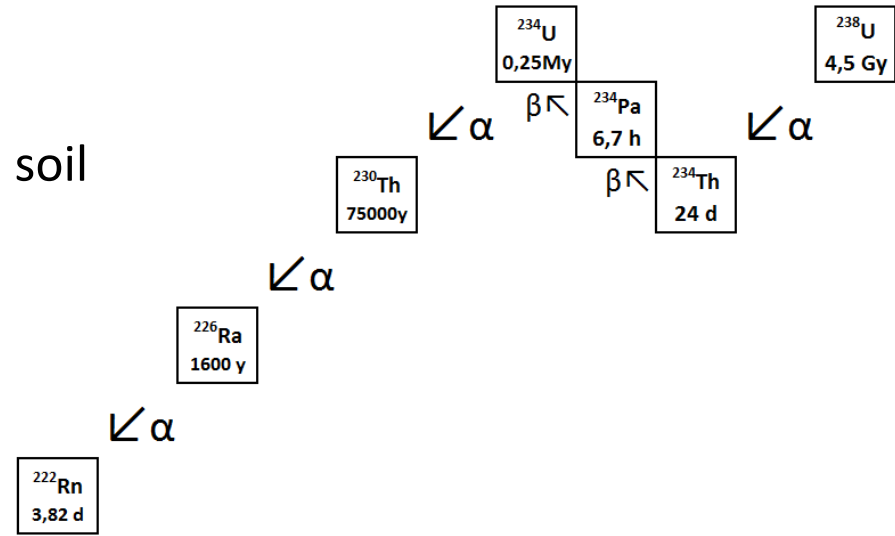 ²³⁴U
0,25My
²³⁸U
4,5 Gy
β
²³⁴Pa
6,7 h
α
α
soil
²³⁰Th
75000y
β
²³⁴Th
24 d
α
²²⁶Ra
1600 y
α
²²²Rn
3,82 d